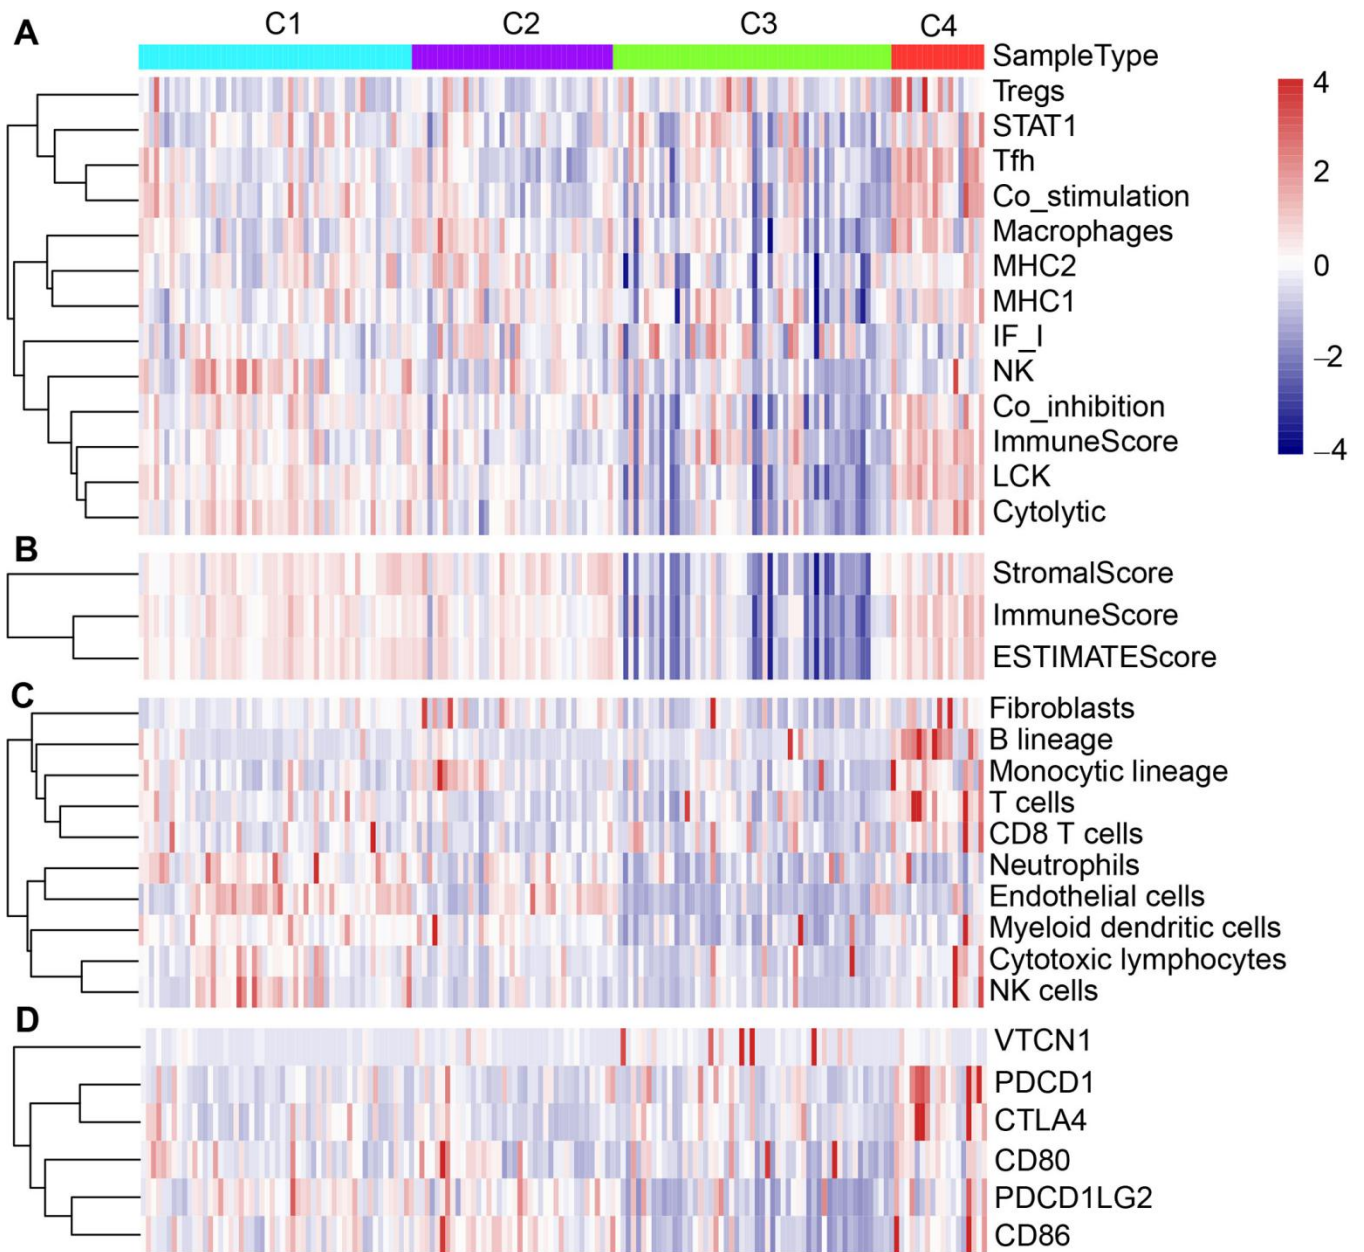 A
C1 C2 C3 C4
SampleType
Tregs
STAT1
Tfh
Co_stimulation
Macrophages
MHC2
MHC1
IF_I
NK
Co_inhibition
ImmuneScore
LCK
Cytolytic
4
2
0
−2
−4
B
StromalScore
ImmuneScore
ESTIMATEScore
C
Fibroblasts
B lineage
Monocytic lineage
T cells
CD8 T cells
Neutrophils
Endothelial cells
Myeloid dendritic cells
Cytotoxic lymphocytes
NK cells
D
VTCN1
PDCD1
CTLA4
CD80
PDCD1LG2
CD86